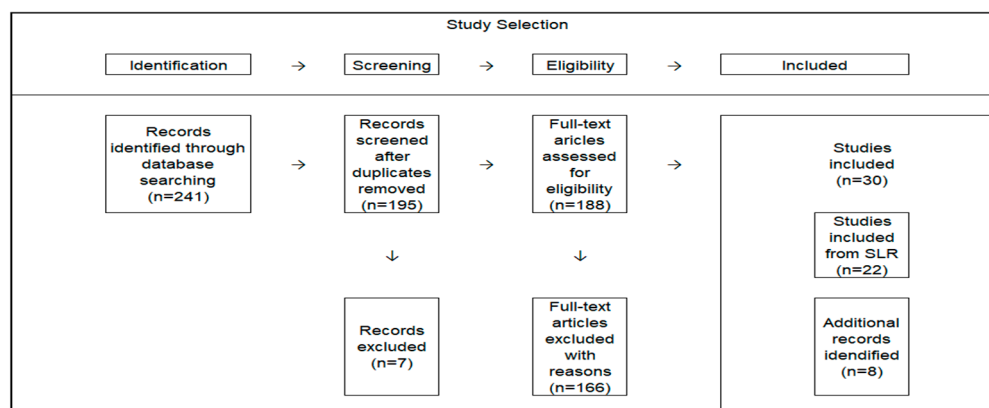 Study Selection
Identification → Screening → Eligibility → Included
Records
identified through
database
searching
(n=241)
→
Records
screened
after
duplicates
removed
(n=195)
→
Full-text
aricles
assessed
for
eligibility
(n=188)
→
Studies
included
(n=30)
Studies
included
from SLR
(n=22)
↓
↓
Records
excluded
(n=7)
Full-text
articles
excluded
with
reasons
(n=166)
Additional
records
idendified
(n=8)